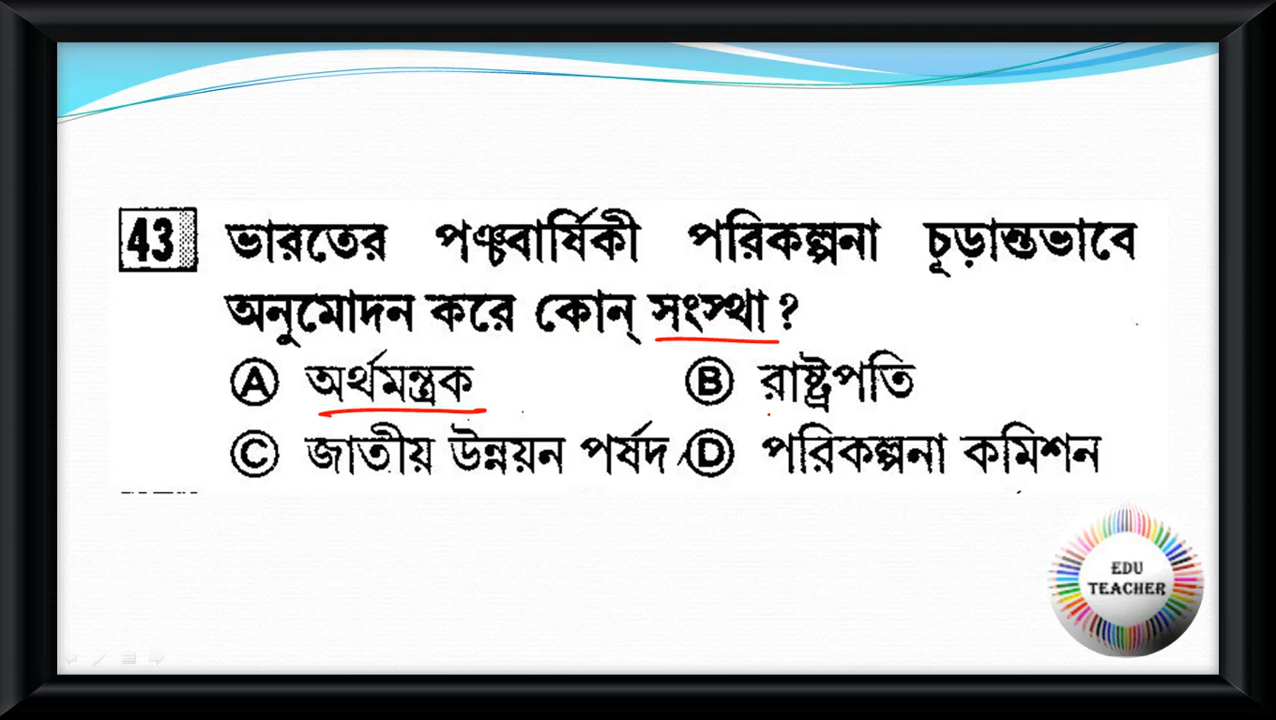 43 ভারতের পঞ্চবার্ষিকী পরিকল্পনা চূড়ান্তভাবে
অনুমোদন করে কোন্ সংস্থা ?
A অর্থমন্ত্রক B রাষ্ট্রপতি
C জাতীয় উন্নয়ন পর্ষদ D পরিকল্পনা কমিশন
EDU
TEACHER